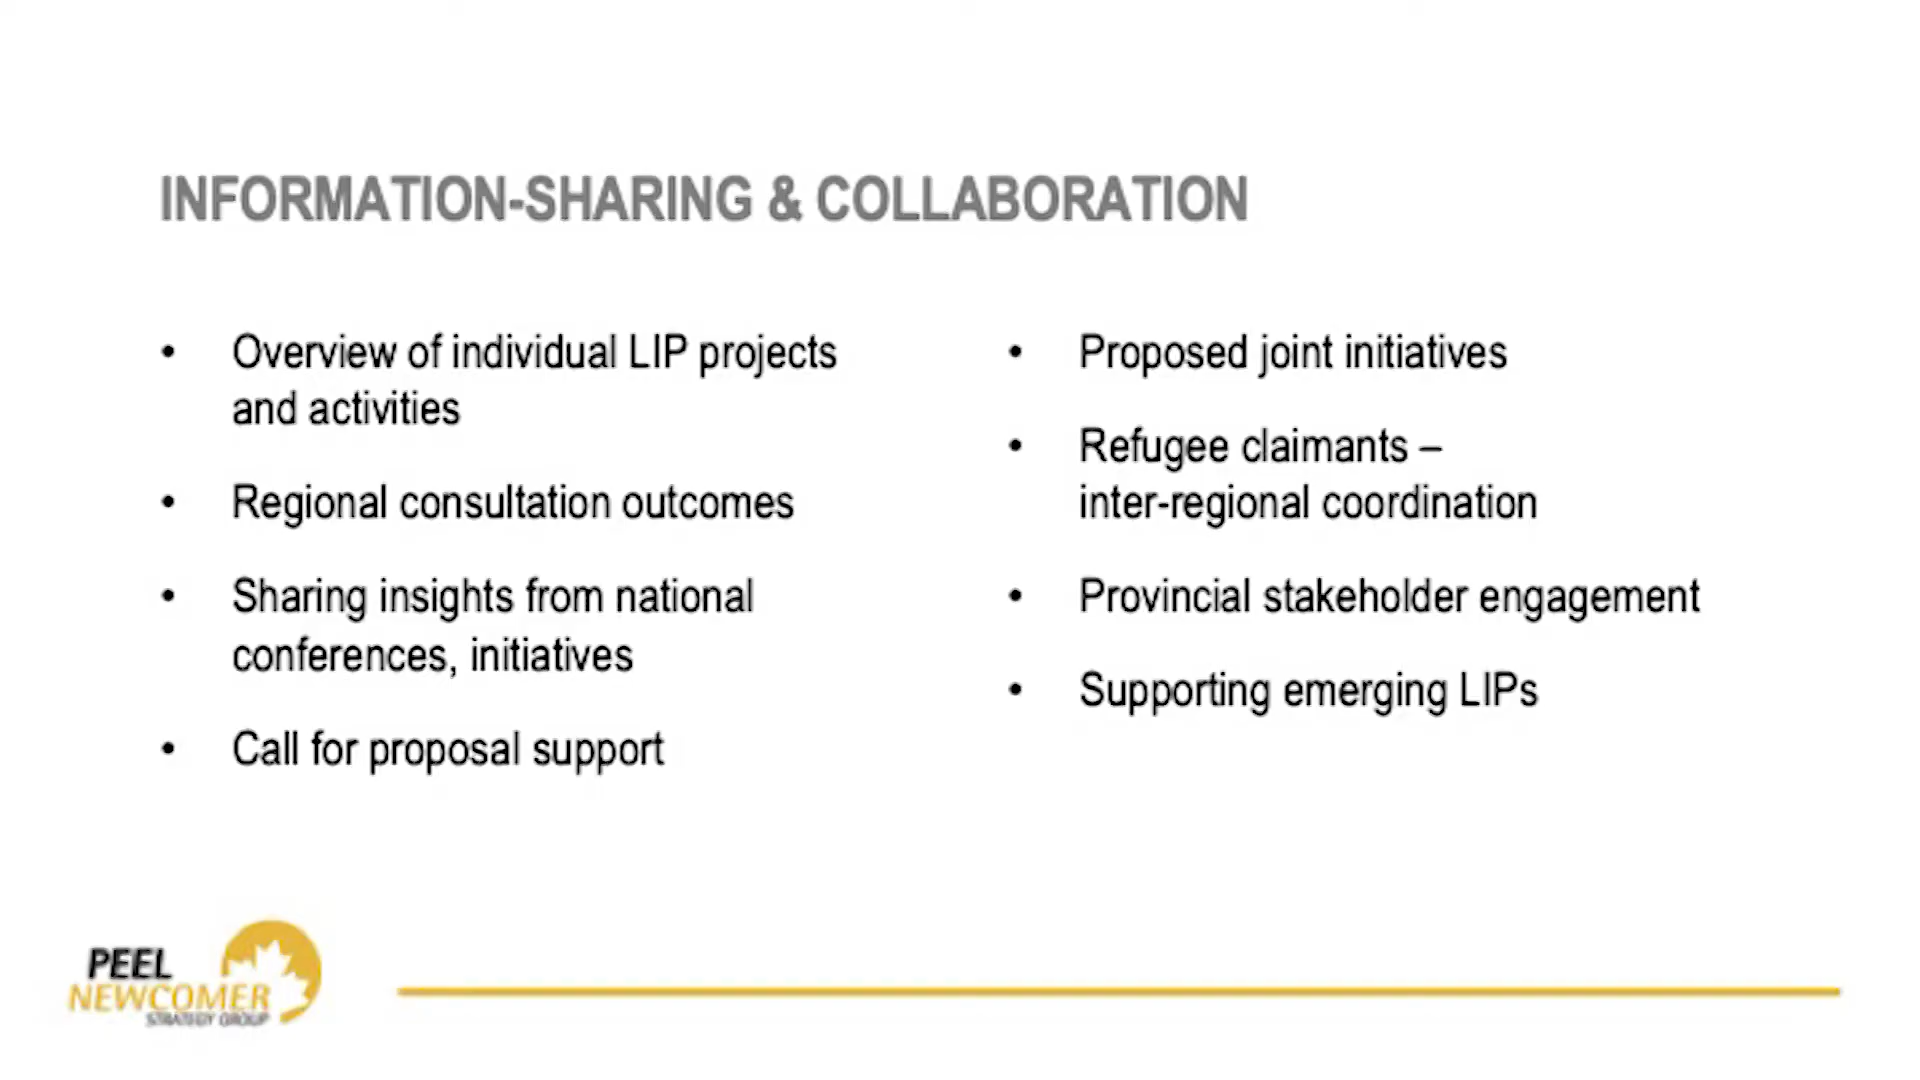 INFORMATION-SHARING & COLLABORATION
• Overview of individual LIP projects
and activities
• Regional consultation outcomes
• Sharing insights from national
conferences, initiatives
• Call for proposal support
• Proposed joint initiatives
• Refugee claimants –
inter-regional coordination
• Provincial stakeholder engagement
• Supporting emerging LIPs
PEEL
NEWCOMER
STRATEGY GROUP